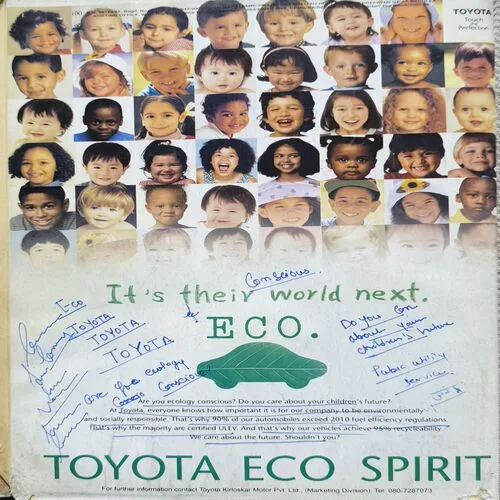 TOYOTA
Touch
of
Perfection.
It's their world next.
Conscious.
ECO.
E-co
TOYOTA
TOYOTA
TOYOTA
Are you ecology
Conscious
Do you care
about your
children's future
Public utility
service
Are you ecology conscious? Do you care about your children's future?
At Toyota, everyone knows how important it is for our company to be environmentally
and socially responsible. That's why 90% of our automobiles exceed 2010 fuel efficiency regulations.
That's why the majority are certified ULEV. And that's why our vehicles achieve 95% recyclability.
We care about the future. Shouldn't you?
TOYOTA ECO SPIRIT
For further information contact Toyota Kirloskar Motor Pvt. Ltd., (Marketing Division) Tel: 080-7287073